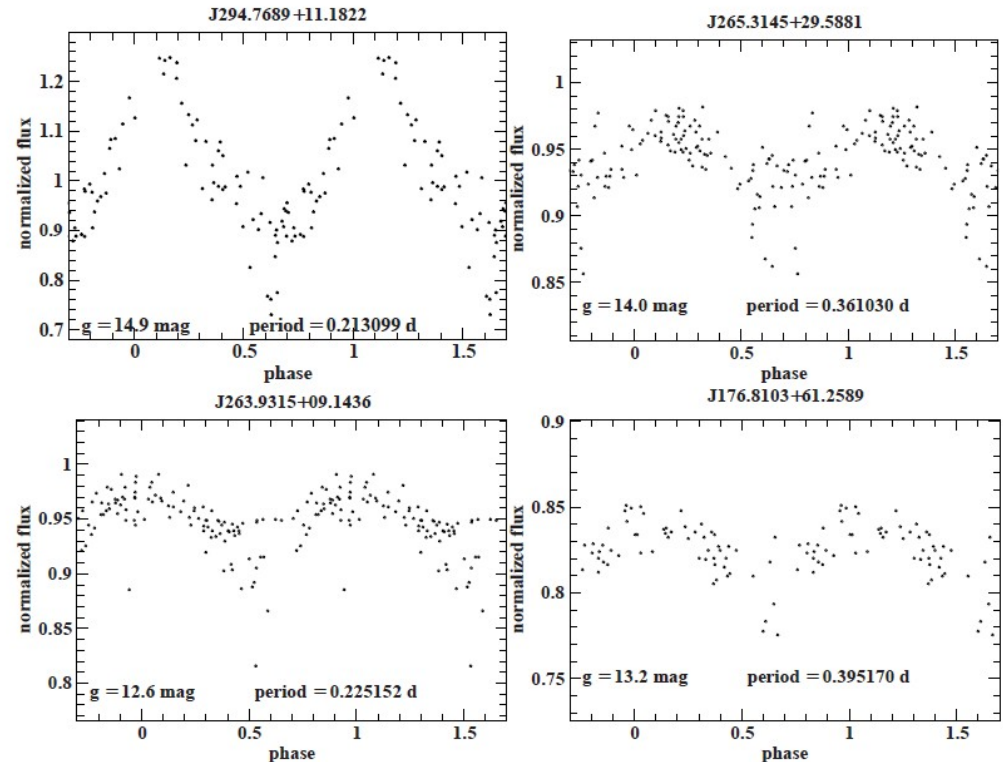 J294.7689+11.1822
1.2
1.1
1.0
0.9
0.8
0.7
normalized flux
g = 14.9 mag period = 0.213099 d
0 0.5 1 1.5
phase
J265.3145+29.5881
1
0.95
0.9
0.85
normalized flux
g = 14.0 mag period = 0.361030 d
0 0.5 1 1.5
phase
J263.9315+09.1436
1
0.95
0.9
0.85
0.8
normalized flux
g = 12.6 mag period = 0.225152 d
0 0.5 1 1.5
phase
J176.8103+61.2589
0.9
0.85
0.8
0.75
normalized flux
g = 13.2 mag period = 0.395170 d
0 0.5 1 1.5
phase